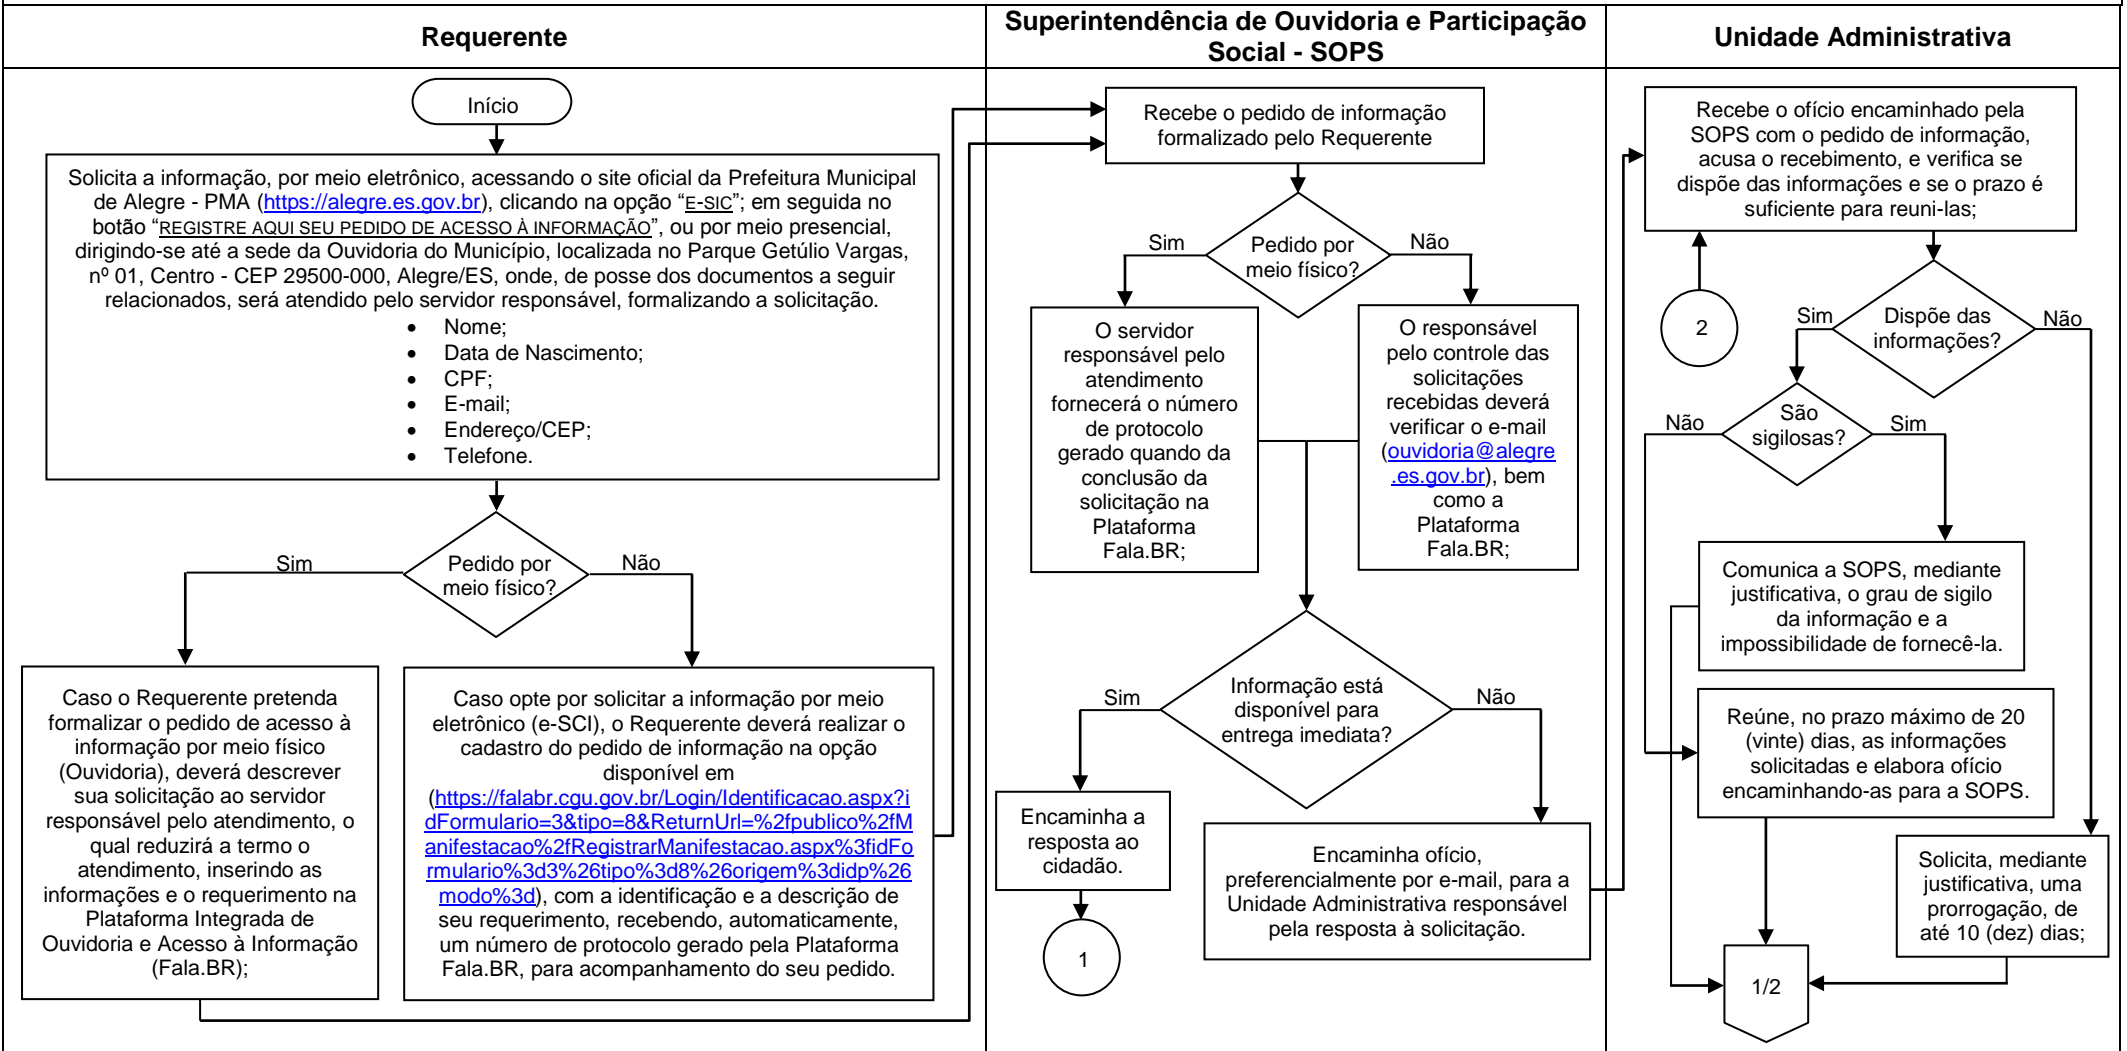 Requerente
Superintendência de Ouvidoria e Participação
Social - SOPS
Unidade Administrativa
Início
Solicita a informação, por meio eletrônico, acessando o site oficial da Prefeitura Municipal
de Alegre - PMA (https://alegre.es.gov.br), clicando na opção “E-SIC”; em seguida no
botão “REGISTRE AQUI SEU PEDIDO DE ACESSO À INFORMAÇÃO”, ou por meio presencial,
dirigindo-se até a sede da Ouvidoria do Município, localizada no Parque Getúlio Vargas,
nº 01, Centro - CEP 29500-000, Alegre/ES, onde, de posse dos documentos a seguir
relacionados, será atendido pelo servidor responsável, formalizando a solicitação.
• Nome;
• Data de Nascimento;
• CPF;
• E-mail;
• Endereço/CEP;
• Telefone.
Pedido por
meio físico?
Sim
Não
Caso o Requerente pretenda
formalizar o pedido de acesso à
informação por meio físico
(Ouvidoria), deverá descrever
sua solicitação ao servidor
responsável pelo atendimento, o
qual reduzirá a termo o
atendimento, inserindo as
informações e o requerimento na
Plataforma Integrada de
Ouvidoria e Acesso à Informação
(Fala.BR);
Caso opte por solicitar a informação por meio
eletrônico (e-SCI), o Requerente deverá realizar o
cadastro do pedido de informação na opção
disponível em
(https://falabr.cgu.gov.br/Login/Identificacao.aspx?i
dFormulario=3&tipo=8&ReturnUrl=%2fpublico%2fM
anifestacao%2fRegistrarManifestacao.aspx%3fidFo
rmulario%3d3%26tipo%3d8%26origem%3didp%26
modo%3d), com a identificação e a descrição de
seu requerimento, recebendo, automaticamente,
um número de protocolo gerado pela Plataforma
Fala.BR, para acompanhamento do seu pedido.
Recebe o pedido de informação
formalizado pelo Requerente
Pedido por
meio físico?
Sim
Não
O servidor
responsável pelo
atendimento
fornecerá o número
de protocolo
gerado quando da
conclusão da
solicitação na
Plataforma
Fala.BR;
O responsável
pelo controle das
solicitações
recebidas deverá
verificar o e-mail
(ouvidoria@alegre
.es.gov.br), bem
como a
Plataforma
Fala.BR;
Informação está
disponível para
entrega imediata?
Sim
Não
Encaminha a
resposta ao
cidadão.
1
Encaminha ofício,
preferencialmente por e-mail, para a
Unidade Administrativa responsável
pela resposta à solicitação.
Recebe o ofício encaminhado pela
SOPS com o pedido de informação,
acusa o recebimento, e verifica se
dispõe das informações e se o prazo é
suficiente para reuni-las;
2
Dispõe das
informações?
Sim
Não
São
sigilosas?
Não
Sim
Comunica a SOPS, mediante
justificativa, o grau de sigilo
da informação e a
impossibilidade de fornecê-la.
Reúne, no prazo máximo de 20
(vinte) dias, as informações
solicitadas e elabora ofício
encaminhando-as para a SOPS.
Solicita, mediante
justificativa, uma
prorrogação, de
até 10 (dez) dias;
1/2